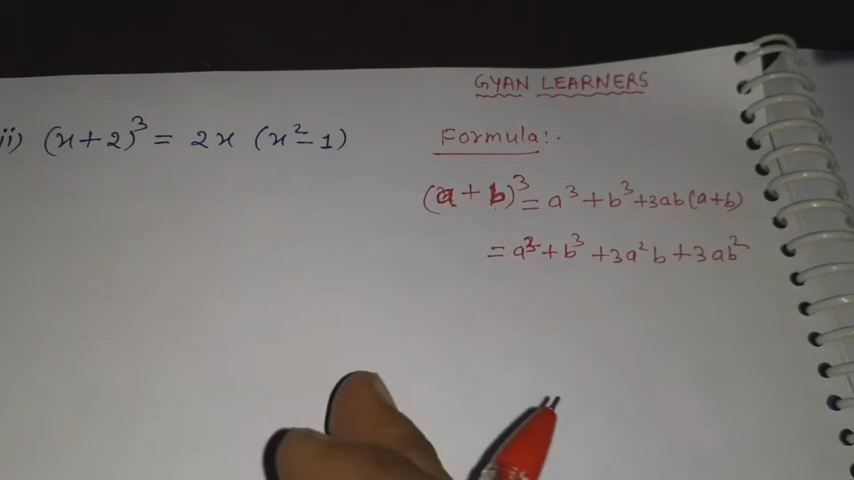 GYAN LEARNERS
ii) (x+2)³ = 2x (x²-1)
Formula:.
(a + b)³ = a³ + b³ + 3ab(a+b)
= a³ + b³ + 3a²b + 3ab²